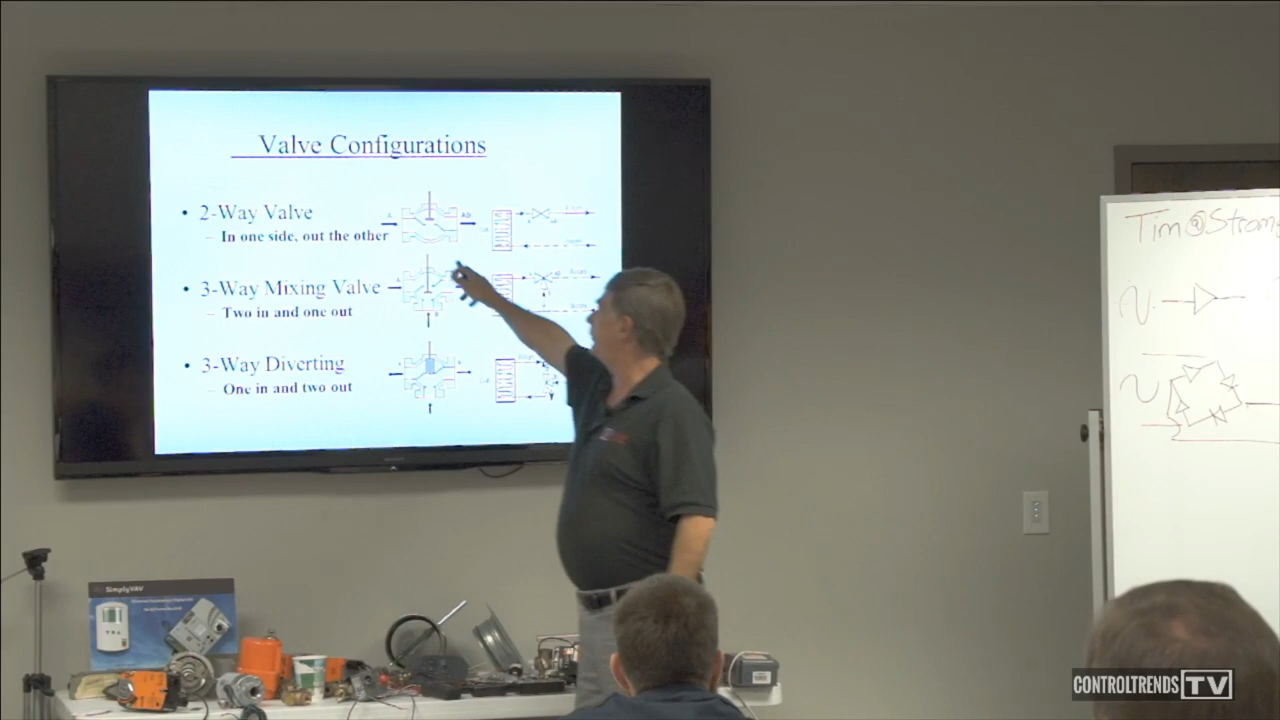 Valve Configurations
• 2-Way Valve
– In one side, out the other
• 3-Way Mixing Valve
– Two in and one out
• 3-Way Diverting
– One in and two out
A
AB
Tim@Strom
SimplyVAV
CONTROLTRENDS TV